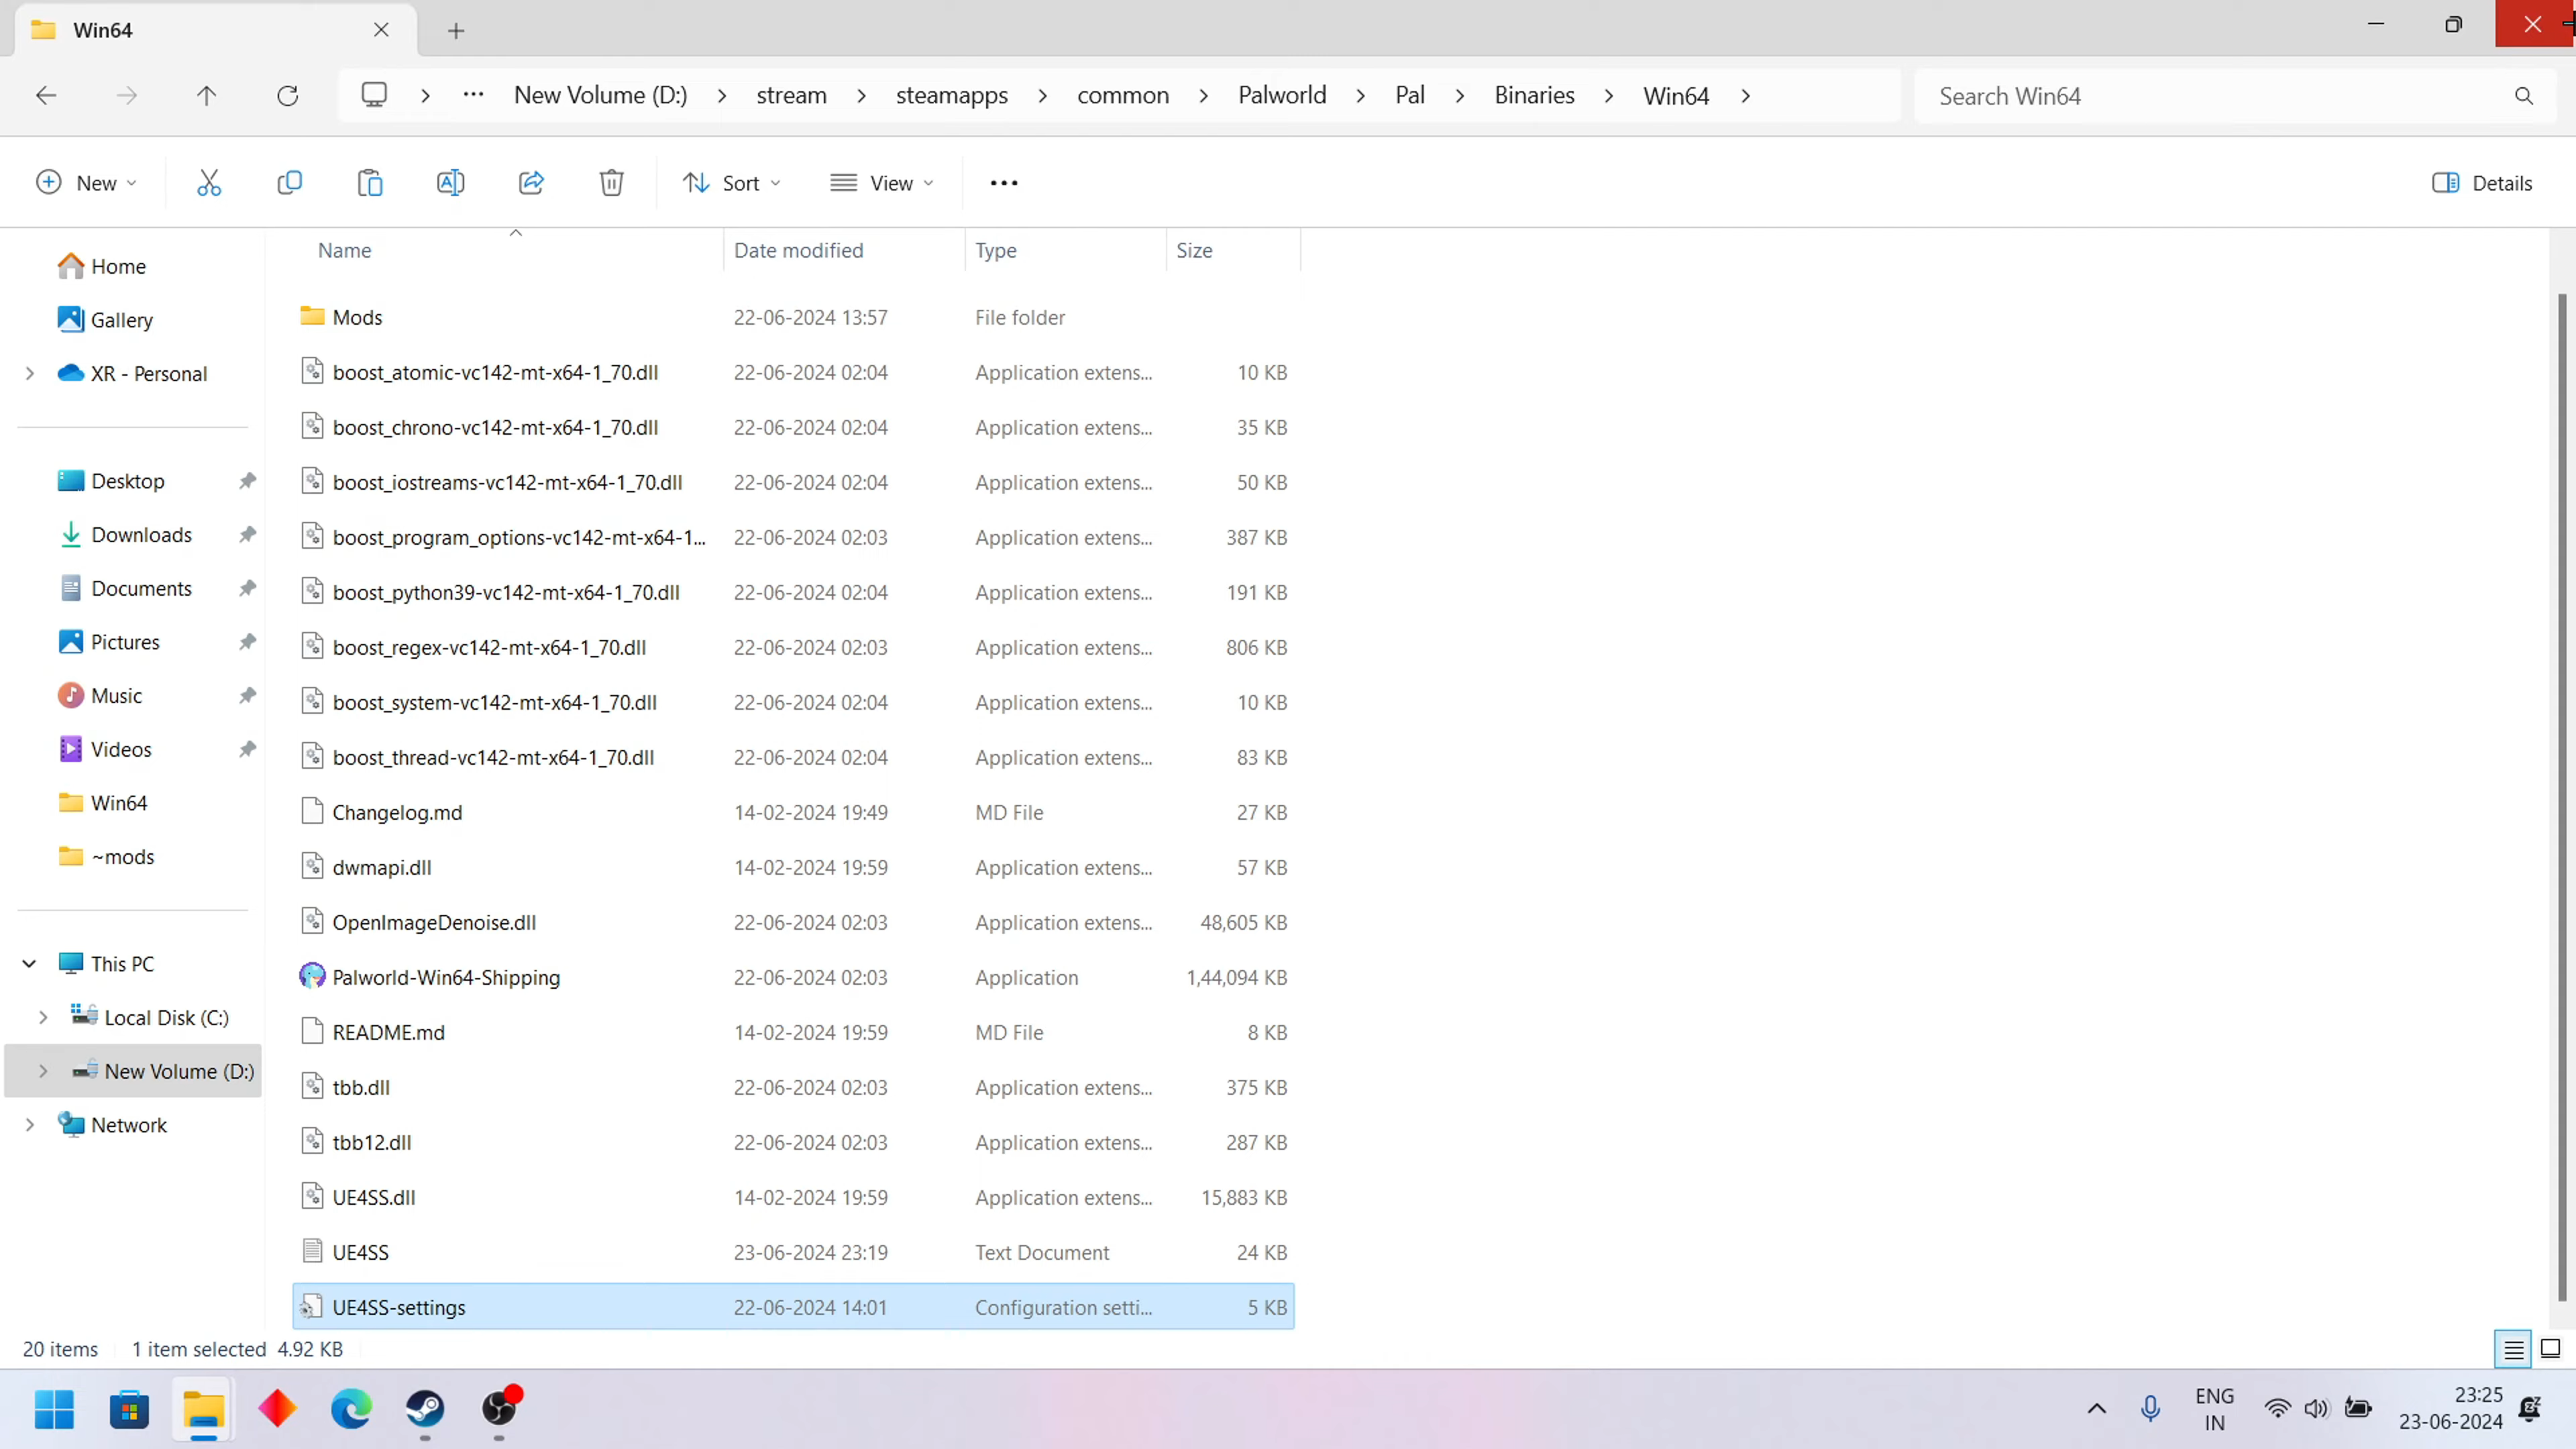 Win64
New Volume (D:) stream steamapps common Palworld Pal Binaries Win64 Search Win64
New Sort View Details
Name Date modified Type Size
Home
Gallery
XR - Personal
Desktop
Downloads
Documents
Pictures
Music
Videos
Win64
~mods
This PC
Local Disk (C:)
New Volume (D:)
Network
Mods 22-06-2024 13:57 File folder
boost_atomic-vc142-mt-x64-1_70.dll 22-06-2024 02:04 Application extens... 10 KB
boost_chrono-vc142-mt-x64-1_70.dll 22-06-2024 02:04 Application extens... 35 KB
boost_iostreams-vc142-mt-x64-1_70.dll 22-06-2024 02:04 Application extens... 50 KB
boost_program_options-vc142-mt-x64-1... 22-06-2024 02:03 Application extens... 387 KB
boost_python39-vc142-mt-x64-1_70.dll 22-06-2024 02:04 Application extens... 191 KB
boost_regex-vc142-mt-x64-1_70.dll 22-06-2024 02:03 Application extens... 806 KB
boost_system-vc142-mt-x64-1_70.dll 22-06-2024 02:04 Application extens... 10 KB
boost_thread-vc142-mt-x64-1_70.dll 22-06-2024 02:04 Application extens... 83 KB
Changelog.md 14-02-2024 19:49 MD File 27 KB
dwmapi.dll 14-02-2024 19:59 Application extens... 57 KB
OpenImageDenoise.dll 22-06-2024 02:03 Application extens... 48,605 KB
Palworld-Win64-Shipping 22-06-2024 02:03 Application 1,44,094 KB
README.md 14-02-2024 19:59 MD File 8 KB
tbb.dll 22-06-2024 02:03 Application extens... 375 KB
tbb12.dll 22-06-2024 02:03 Application extens... 287 KB
UE4SS.dll 14-02-2024 19:59 Application extens... 15,883 KB
UE4SS 23-06-2024 23:19 Text Document 24 KB
UE4SS-settings 22-06-2024 14:01 Configuration setti... 5 KB
20 items 1 item selected 4.92 KB
ENG 23:25
IN 23-06-2024